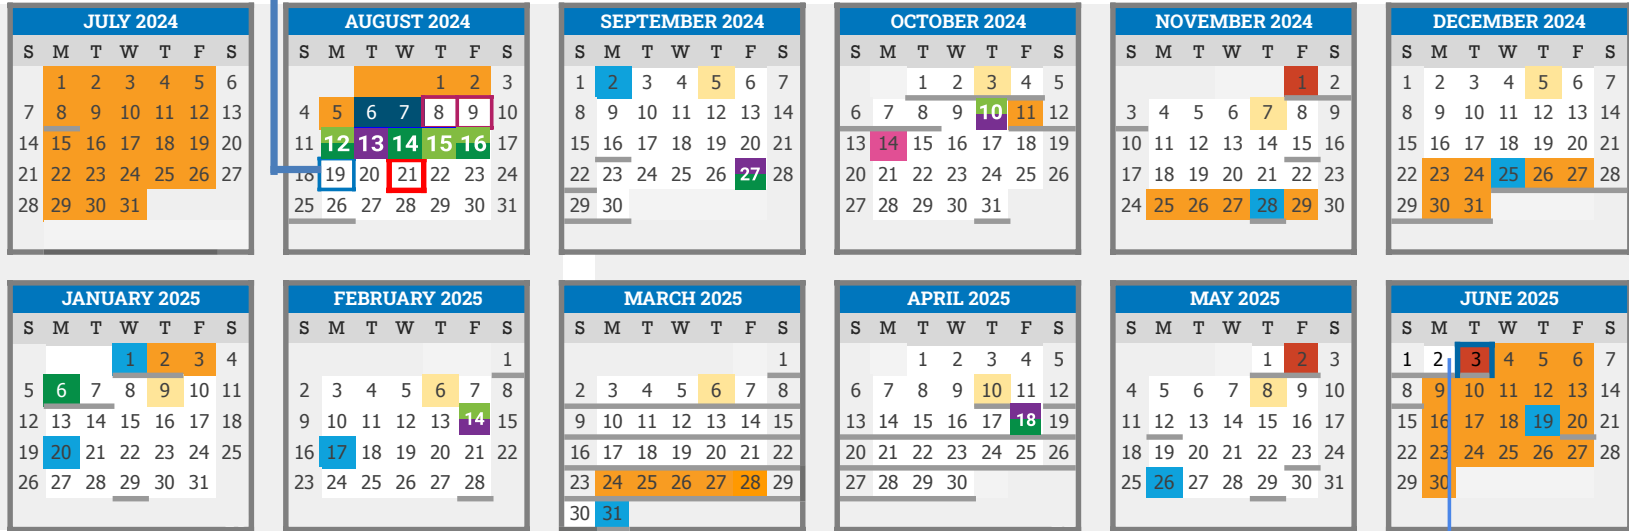 JULY 2024
S M T W T F S
1 2 3 4 5 6
7 8 9 10 11 12 13
14 15 16 17 18 19 20
21 22 23 24 25 26 27
28 29 30 31
AUGUST 2024
S M T W T F S
1 2 3
4 5 6 7 8 9 10
11 12 13 14 15 16 17
18 19 20 21 22 23 24
25 26 27 28 29 30 31
SEPTEMBER 2024
S M T W T F S
1 2 3 4 5 6 7
8 9 10 11 12 13 14
15 16 17 18 19 20 21
22 23 24 25 26 27 28
29 30
OCTOBER 2024
S M T W T F S
1 2 3 4 5
6 7 8 9 10 11 12
13 14 15 16 17 18 19
20 21 22 23 24 25 26
27 28 29 30 31
NOVEMBER 2024
S M T W T F S
1 2
3 4 5 6 7 8 9
10 11 12 13 14 15 16
17 18 19 20 21 22 23
24 25 26 27 28 29 30
DECEMBER 2024
S M T W T F S
1 2 3 4 5 6 7
8 9 10 11 12 13 14
15 16 17 18 19 20 21
22 23 24 25 26 27 28
29 30 31
JANUARY 2025
S M T W T F S
1 2 3 4
5 6 7 8 9 10 11
12 13 14 15 16 17 18
19 20 21 22 23 24 25
26 27 28 29 30 31
FEBRUARY 2025
S M T W T F S
1
2 3 4 5 6 7 8
9 10 11 12 13 14 15
16 17 18 19 20 21 22
23 24 25 26 27 28
MARCH 2025
S M T W T F S
1
2 3 4 5 6 7 8
9 10 11 12 13 14 15
16 17 18 19 20 21 22
23 24 25 26 27 28 29
30 31
APRIL 2025
S M T W T F S
1 2 3 4 5
6 7 8 9 10 11 12
13 14 15 16 17 18 19
20 21 22 23 24 25 26
27 28 29 30
MAY 2025
S M T W T F S
1 2 3
4 5 6 7 8 9 10
11 12 13 14 15 16 17
18 19 20 21 22 23 24
25 26 27 28 29 30 31
JUNE 2025
S M T W T F S
1 2 3 4 5 6 7
8 9 10 11 12 13 14
15 16 17 18 19 20 21
22 23 24 25 26 27 28
29 30